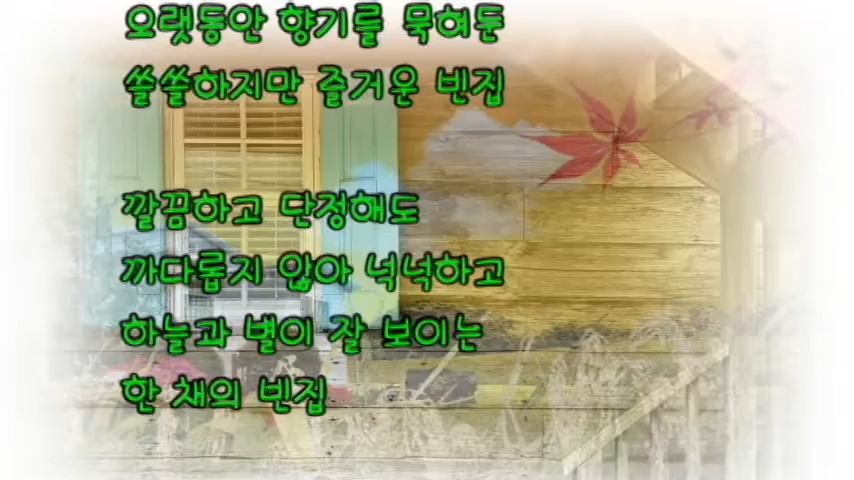 오랫동안 향기를 묵혀둔
쓸쓸하지만 즐거운 빈집
깔끔하고 단정해도
까다롭지 않아 넉넉하고
하늘과 별이 잘 보이는
한 채의 빈집